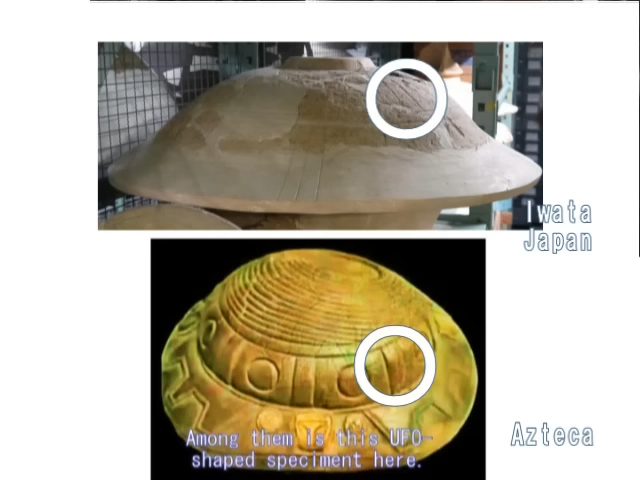 Iwata
Japan
Among them is this UFO-
shaped speciment here.
Azteca